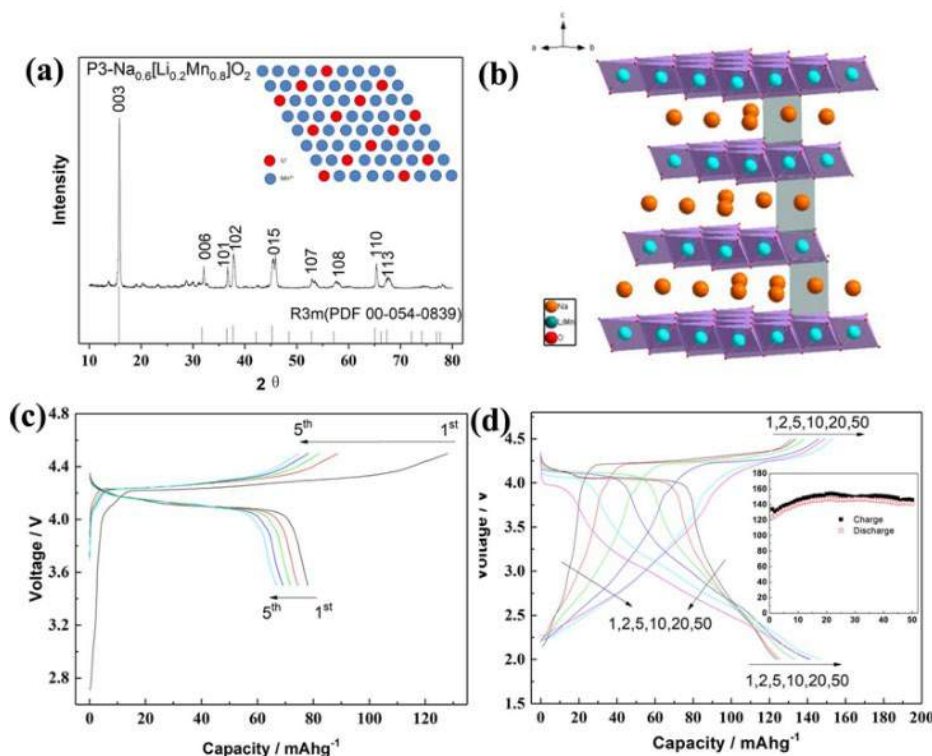 (a)
P3-Na₀.₆[Li₀.₂Mn₀.₈]O₂
003
006
101
102
015
107
108
110
113
R3m(PDF 00-054-0839)
Intensity
10 20 30 40 50 60 70 80
2 θ
(b)
c
a
b
Na
Li/Mn
O
(c)
5th
1st
5th
1st
4.8
4.4
4.0
3.6
3.2
2.8
Voltage / V
0 20 40 60 80 100 120
Capacity / mAhg⁻¹
(d)
1,2,5,10,20,50
4.5
4.0
3.5
3.0
2.5
2.0
1.5
1,2,5,10,20,50
1,2,5,10,20,50
180
160
140
120
100
80
60
40
20
0
Charge
Discharge
0 10 20 30 40 50
Voltage / V
0 20 40 60 80 100 120 140 160 180 200
Capacity / mAhg⁻¹